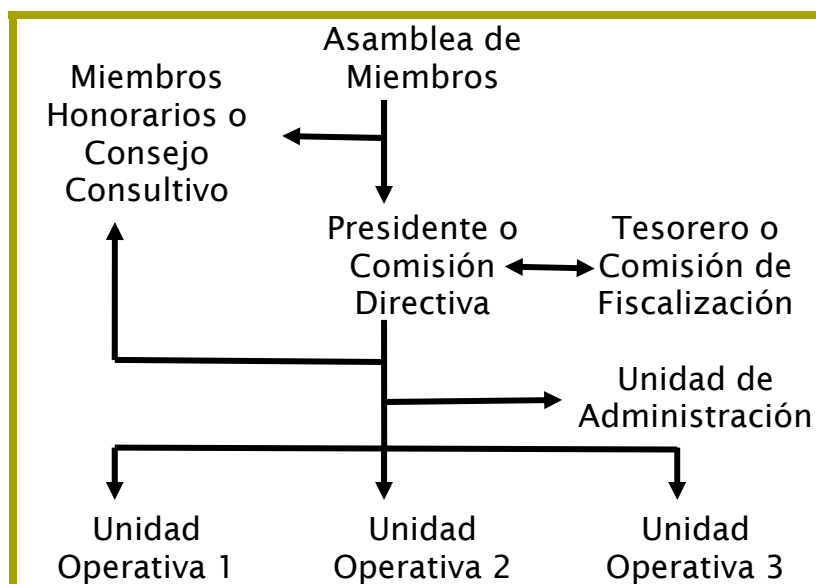 Asamblea de
Miembros
Miembros
Honorarios o
Consejo
Consultivo
Presidente o
Comisión
Directiva
Tesorero o
Comisión de
Fiscalización
Unidad de
Administración
Unidad
Operativa 1
Unidad
Operativa 2
Unidad
Operativa 3